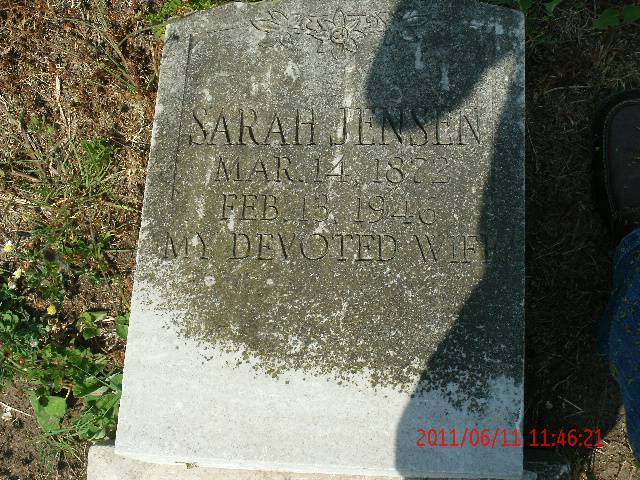 SARAH JENSEN
MAR. 14, 1872
FEB. 13, 1946
MY DEVOTED WIFE
2011/06/11 11:46:21